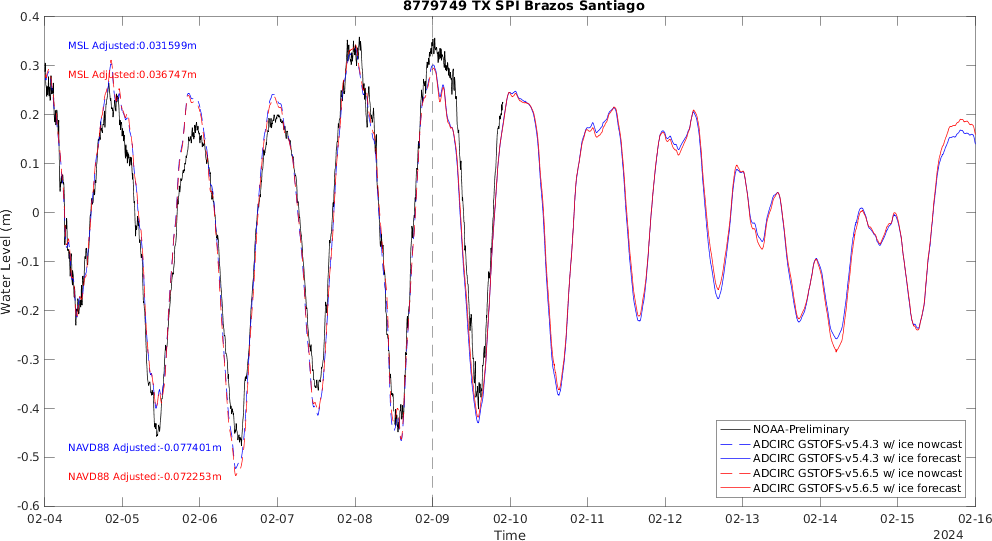 8779749 TX SPI Brazos Santiago
0.4
0.3
0.2
0.1
0
-0.1
-0.2
-0.3
-0.4
-0.5
-0.6
Water Level (m)
MSL Adjusted:0.031599m
MSL Adjusted:0.036747m
NAVD88 Adjusted:-0.077401m
NAVD88 Adjusted:-0.072253m
NOAA-Preliminary
ADCIRC GSTOFS-v5.4.3 w/ ice nowcast
ADCIRC GSTOFS-v5.4.3 w/ ice forecast
ADCIRC GSTOFS-v5.6.5 w/ ice nowcast
ADCIRC GSTOFS-v5.6.5 w/ ice forecast
02-04 02-05 02-06 02-07 02-08 02-09 02-10 02-11 02-12 02-13 02-14 02-15 02-16
Time
2024